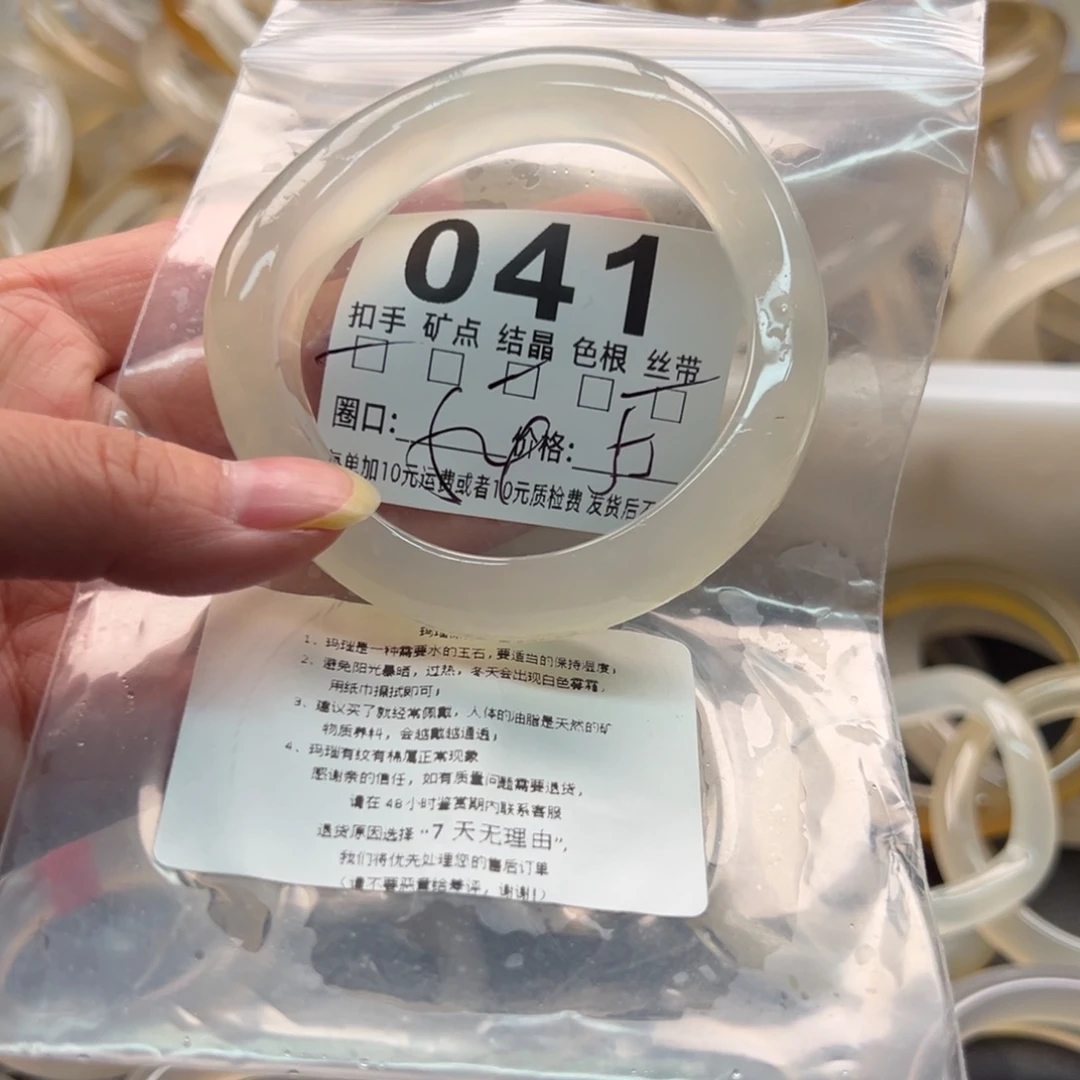 041
扣手 矿点 结晶 色根 丝带
圈口: 价格:
单加10元运费或者10元质检费 发货后不
1、玛瑙是一种需要水的玉石,要适当的保持湿度;
2、避免阳光暴晒,过热,冬天会出现白色雾霜,
用纸巾擦拭即可;
3、建议买了就经常佩戴,人体的油脂是天然的矿
物质养料,会越戴越通透;
4、玛瑙有纹有棉属正常现象
感谢亲的信任,如有质量问题需要退货,
请在 48 小时鉴赏期内联系客服
退货原因选择“7 天无理由”,
我们将优先处理您的售后订单
(请不要恶意给差评,谢谢!)